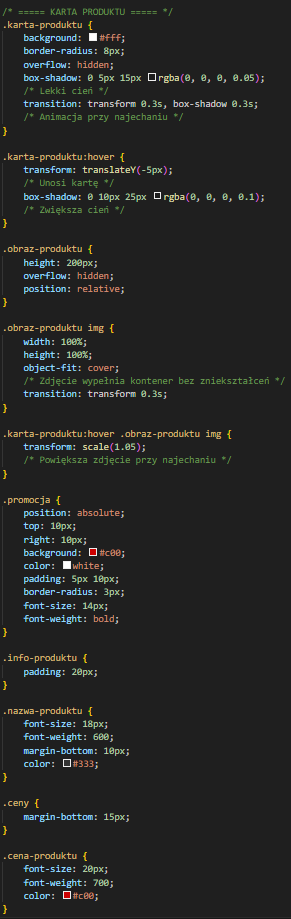 /* ===== KARTA PRODUKTU ===== */
.karta-produktu {
    background: #fff;
    border-radius: 8px;
    overflow: hidden;
    box-shadow: 0 5px 15px rgba(0, 0, 0, 0.05);
    /* Lekki cień */
    transition: transform 0.3s, box-shadow 0.3s;
    /* Animacja przy najechaniu */
}

.karta-produktu:hover {
    transform: translateY(-5px);
    /* Unosi kartę */
    box-shadow: 0 10px 25px rgba(0, 0, 0, 0.1);
    /* Zwiększa cień */
}

.obraz-produktu {
    height: 200px;
    overflow: hidden;
    position: relative;
}

.obraz-produktu img {
    width: 100%;
    height: 100%;
    object-fit: cover;
    /* Zdjęcie wypełnia kontener bez zniekształceń */
    transition: transform 0.3s;
}

.karta-produktu:hover .obraz-produktu img {
    transform: scale(1.05);
    /* Powiększa zdjęcie przy najechaniu */
}

.promocja {
    position: absolute;
    top: 10px;
    right: 10px;
    background: #c00;
    color: white;
    padding: 5px 10px;
    border-radius: 3px;
    font-size: 14px;
    font-weight: bold;
}

.info-produktu {
    padding: 20px;
}

.nazwa-produktu {
    font-size: 18px;
    font-weight: 600;
    margin-bottom: 10px;
    color: #333;
}

.ceny {
    margin-bottom: 15px;
}

.cena-produktu {
    font-size: 20px;
    font-weight: 700;
    color: #c00;